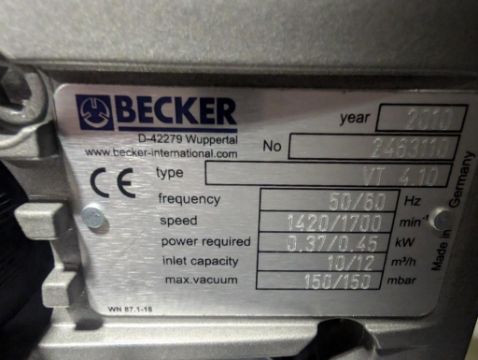 BECKER
D-42279 Wuppertal
www.becker-international.com
year 2010
No 2463110
type VT 4.10
frequency 50/60 Hz
speed 1420/1700 min⁻¹
power required 0.37/0.45 kW
inlet capacity 10/12 m³/h
max.vacuum 150/150 mbar
CE
Made in Germany
WN 87.1-15